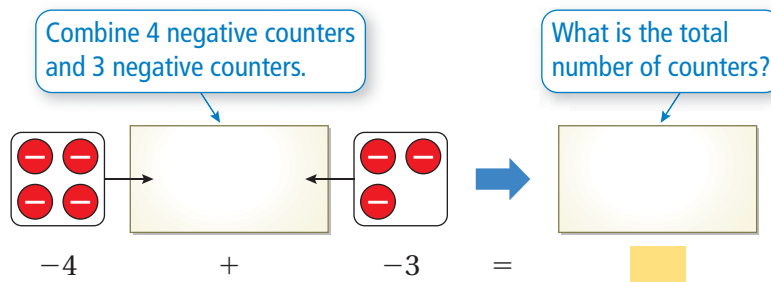 Combine 4 negative counters
and 3 negative counters.
What is the total
number of counters?
− − − −
− − −
−4 + −3 =